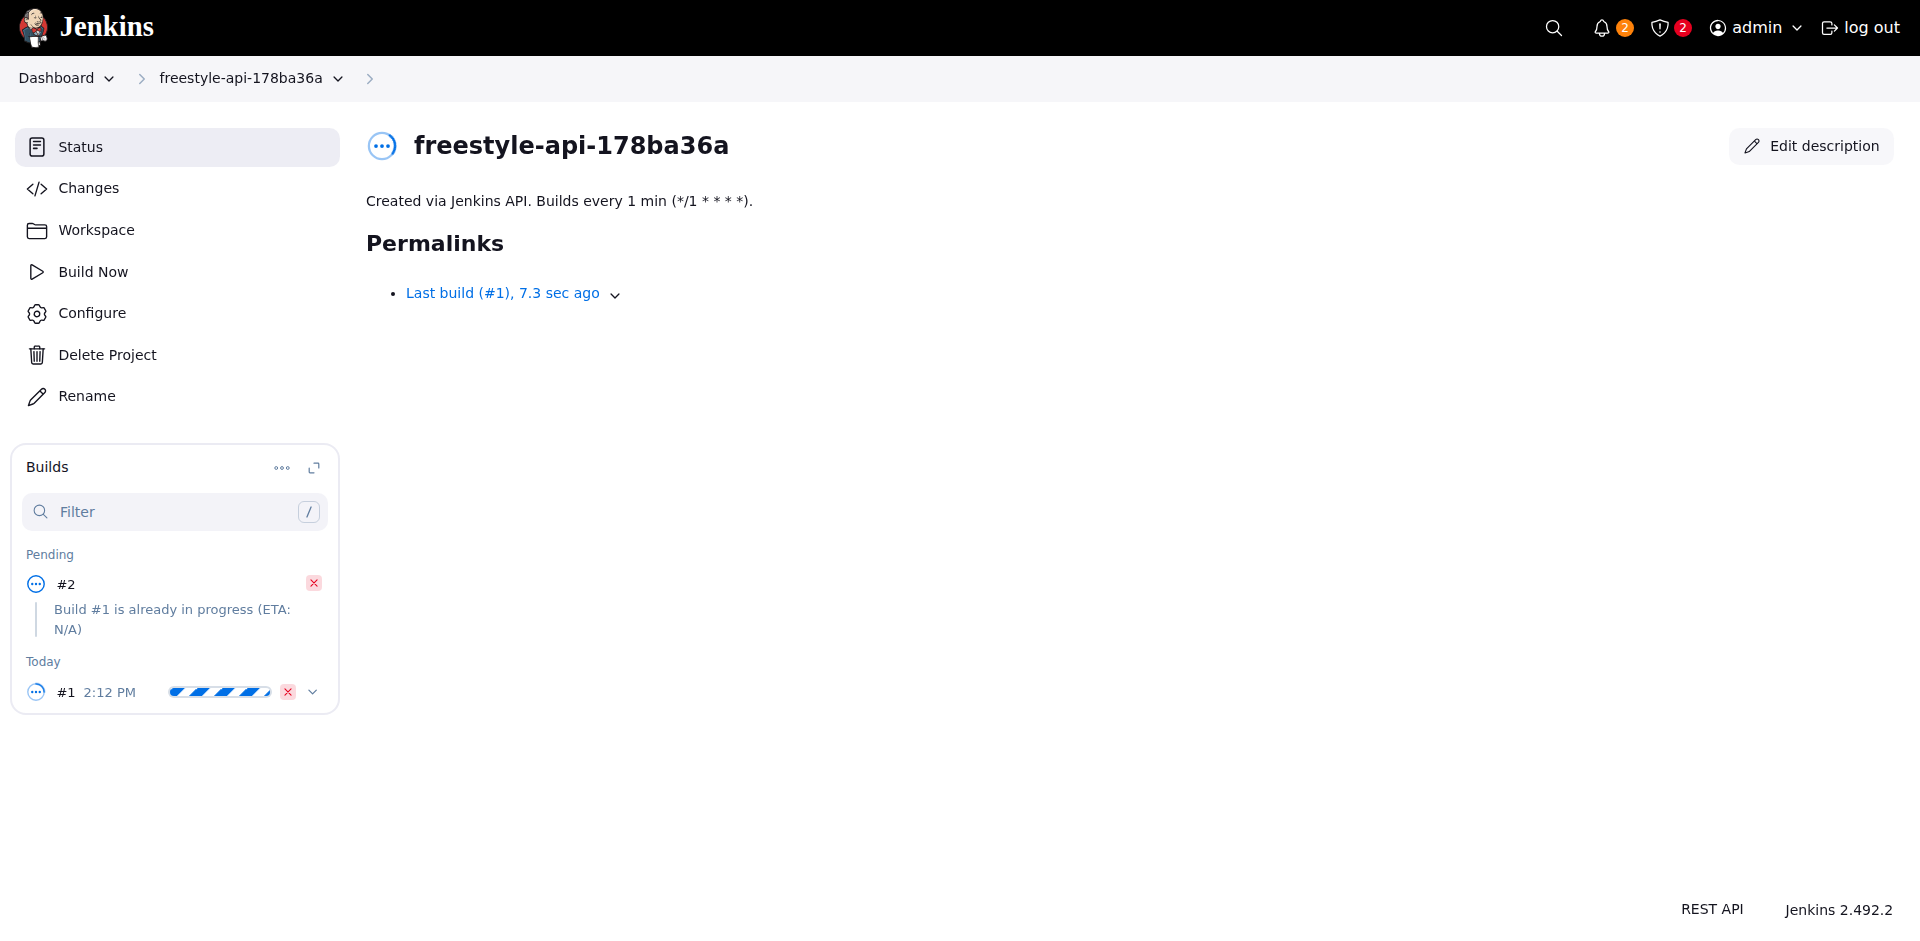 Jenkins
2
2
admin
log out
Dashboard
freestyle-api-178ba36a
Status
Changes
Workspace
Build Now
Configure
Delete Project
Rename
Builds
Filter
/
Pending
#2
Build #1 is already in progress (ETA:
N/A)
Today
#1 2:12 PM
freestyle-api-178ba36a
Edit description
Created via Jenkins API. Builds every 1 min (*/1 * * * *).
Permalinks
Last build (#1), 7.3 sec ago
REST API
Jenkins 2.492.2